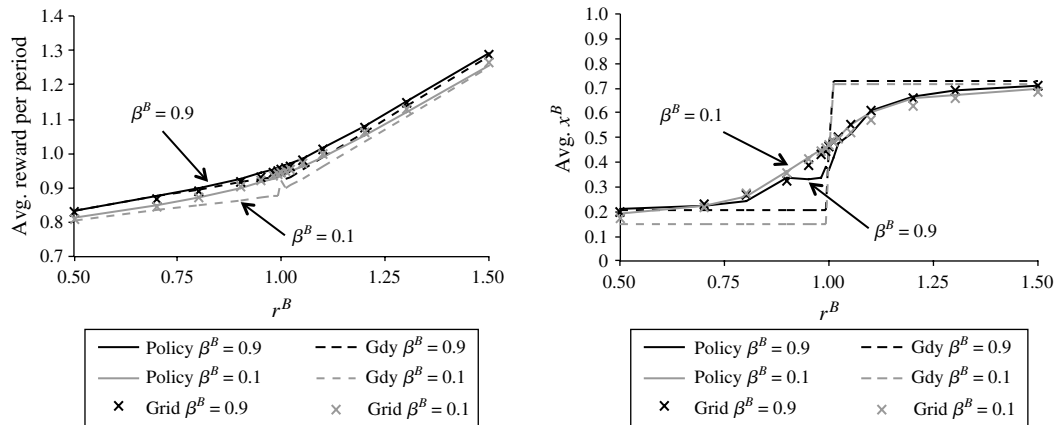 Avg. reward per period
1.4
1.3
1.2
1.1
1.0
0.9
0.8
0.7
β^B = 0.9
β^B = 0.1
0.50
0.75
1.00
1.25
1.50
r^B
Policy β^B = 0.9
Gdy β^B = 0.9
Policy β^B = 0.1
Gdy β^B = 0.1
Grid β^B = 0.9
Grid β^B = 0.1
Avg. x^B
1.0
0.9
0.8
0.7
0.6
0.5
0.4
0.3
0.2
0.1
0
β^B = 0.1
β^B = 0.9
0.50
0.75
1.00
1.25
1.50
r^B
Policy β^B = 0.9
Gdy β^B = 0.9
Policy β^B = 0.1
Gdy β^B = 0.1
Grid β^B = 0.9
Grid β^B = 0.1